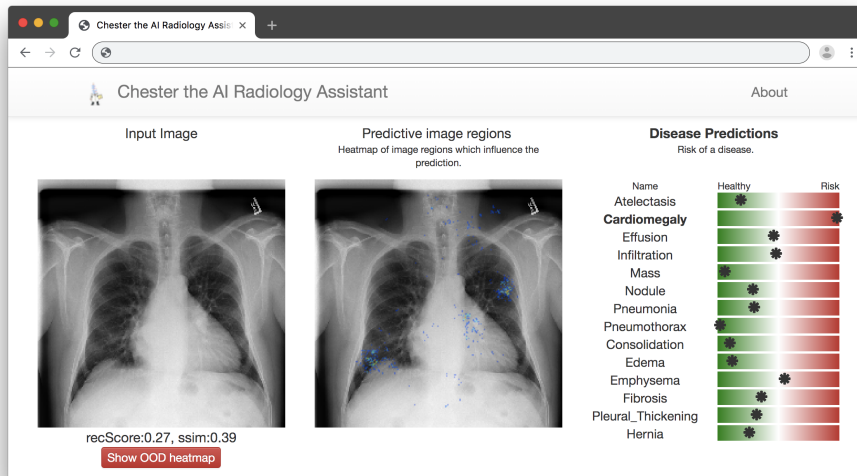 Chester the AI Radiology Assis
Chester the AI Radiology Assistant
About
Input Image
recScore:0.27, ssim:0.39
Show OOD heatmap
Predictive image regions
Heatmap of image regions which influence the
prediction.
Disease Predictions
Risk of a disease.
Name Healthy Risk
Atelectasis
Cardiomegaly
Effusion
Infiltration
Mass
Nodule
Pneumonia
Pneumothorax
Consolidation
Edema
Emphysema
Fibrosis
Pleural_Thickening
Hernia